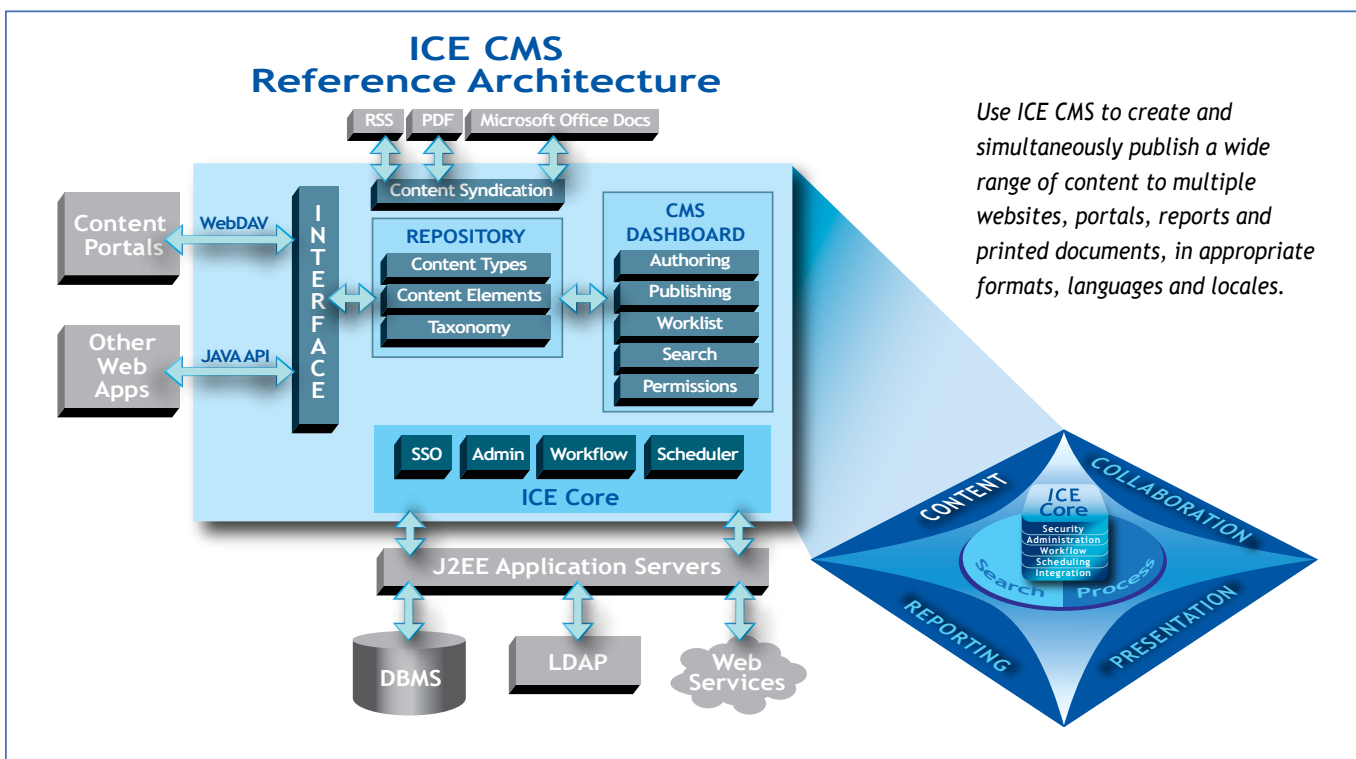 ICE CMS
Reference Architecture
RSS
PDF
Microsoft Office Docs
Content Syndication
Content
Portals
WebDAV
Other
Web
Apps
JAVA API
INTERFACE
REPOSITORY
Content Types
Content Elements
Taxonomy
CMS
DASHBOARD
Authoring
Publishing
Worklist
Search
Permissions
SSO
Admin
Workflow
Scheduler
ICE Core
J2EE Application Servers
DBMS
LDAP
Web
Services
Use ICE CMS to create and
simultaneously publish a wide
range of content to multiple
websites, portals, reports and
printed documents, in appropriate
formats, languages and locales.
CONTENT
COLLABORATION
ICE
Core
Security
Administration
Workflow
Scheduling
Integration
Search
Process
REPORTING
PRESENTATION